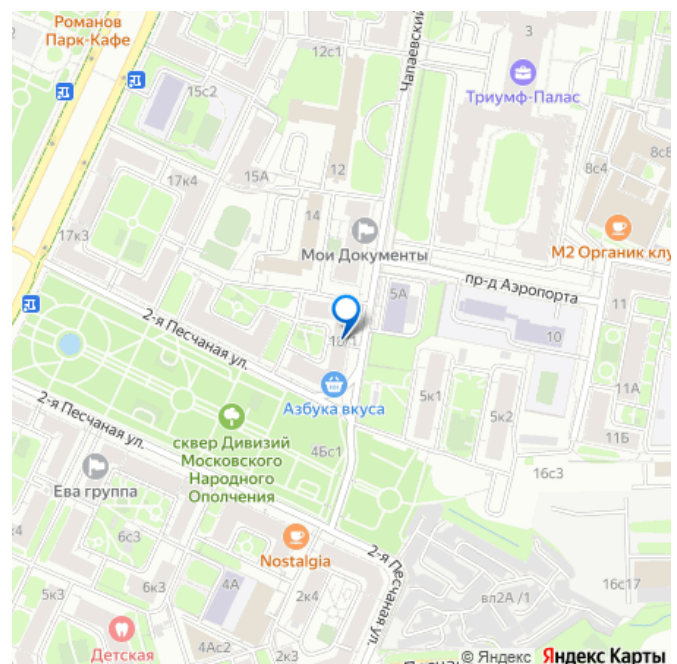 Романов
Парк-Кафе
12с1
Чапаевский
3
Триумф-Палас
15с2
8с4
8с8
12
17к4
15А
14
М2 Органик клу
17к3
Мои Документы
пр-д Аэропорта
5А
11
2-я Песчаная ул.
18/1
10
11А
Азбука вкуса
5к1
5к2
2-я Песчаная ул.
сквер Дивизий
Московского
Народного
Ополчения
4Бс1
11Б
16с3
Ева группа
6с3
Nostalgia
2-я Песчаная ул.
5к3
6к3
4А
2к4
вл2А /1
16с17
Детская
4Ас2
2к3
© Яндекс Яндекс Карты